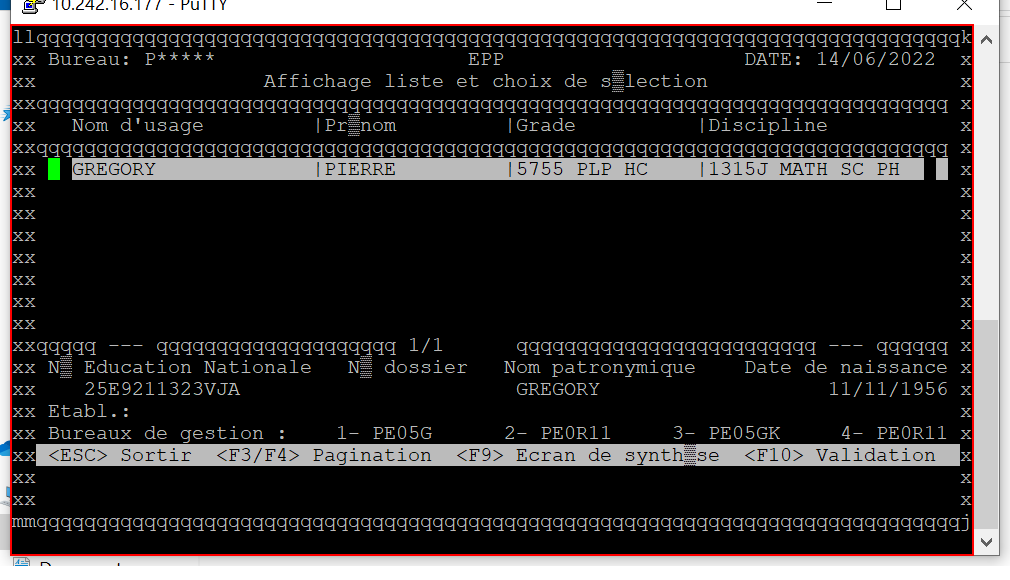 10.242.16.177 - PuTTY
llqqqqqqqqqqqqqqqqqqqqqqqqqqqqqqqqqqqqqqqqqqqqqqqqqqqqqqqqqqqqqqqqqqqqqqqqqqqqqk
xx Bureau: P***** EPP DATE: 14/06/2022 x
xx Affichage liste et choix de s▒lection x
xxqqqqqqqqqqqqqqqqqqqqqqqqqqqqqqqqqqqqqqqqqqqqqqqqqqqqqqqqqqqqqqqqqqqqqqqqqqqq x
xx Nom d'usage |Pr▒nom |Grade |Discipline x
xxqqqqqqqqqqqqqqqqqqqqqqqqqqqqqqqqqqqqqqqqqqqqqqqqqqqqqqqqqqqqqqqqqqqqqqqqqqqq x
xx GREGORY |PIERRE |5755 PLP HC |1315J MATH SC PH x
xx x
xx x
xx x
xx x
xx x
xx x
xx x
xxqqqqq --- qqqqqqqqqqqqqqqqqqqq 1/1 qqqqqqqqqqqqqqqqqqqqqqqqq --- qqqqqq x
xx N▒ Education Nationale N▒ dossier Nom patronymique Date de naissance x
xx 25E9211323VJA GREGORY 11/11/1956 x
xx Etabl.: x
xx Bureaux de gestion : 1- PE05G 2- PE0R11 3- PE05GK 4- PE0R11 x
xx <ESC> Sortir <F3/F4> Pagination <F9> Ecran de synth▒se <F10> Validation x
xx x
xx x
mmqqqqqqqqqqqqqqqqqqqqqqqqqqqqqqqqqqqqqqqqqqqqqqqqqqqqqqqqqqqqqqqqqqqqqqqqqqqqqj